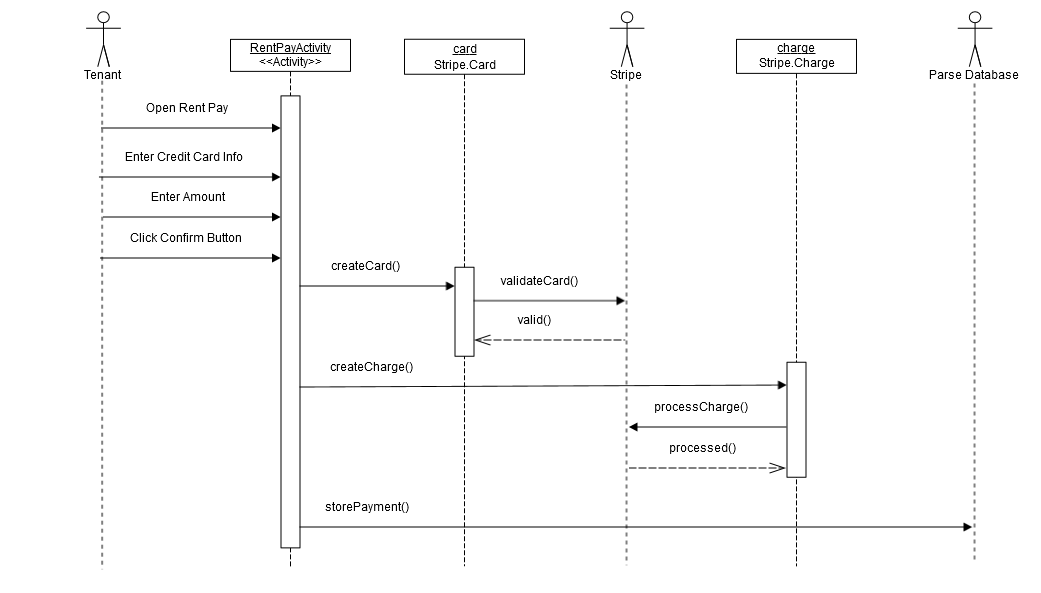 RentPayActivity
<<Activity>>
card
Stripe.Card
charge
Stripe.Charge
Tenant
Stripe
Parse Database
Open Rent Pay
Enter Credit Card Info
Enter Amount
Click Confirm Button
createCard()
validateCard()
valid()
createCharge()
processCharge()
processed()
storePayment()